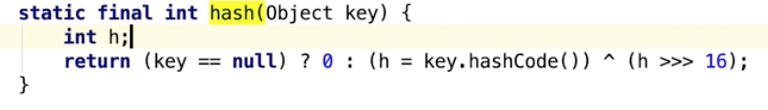 static final int hash(Object key) {
int h;
return (key == null) ? 0 : (h = key.hashCode()) ^ (h >>> 16);
}